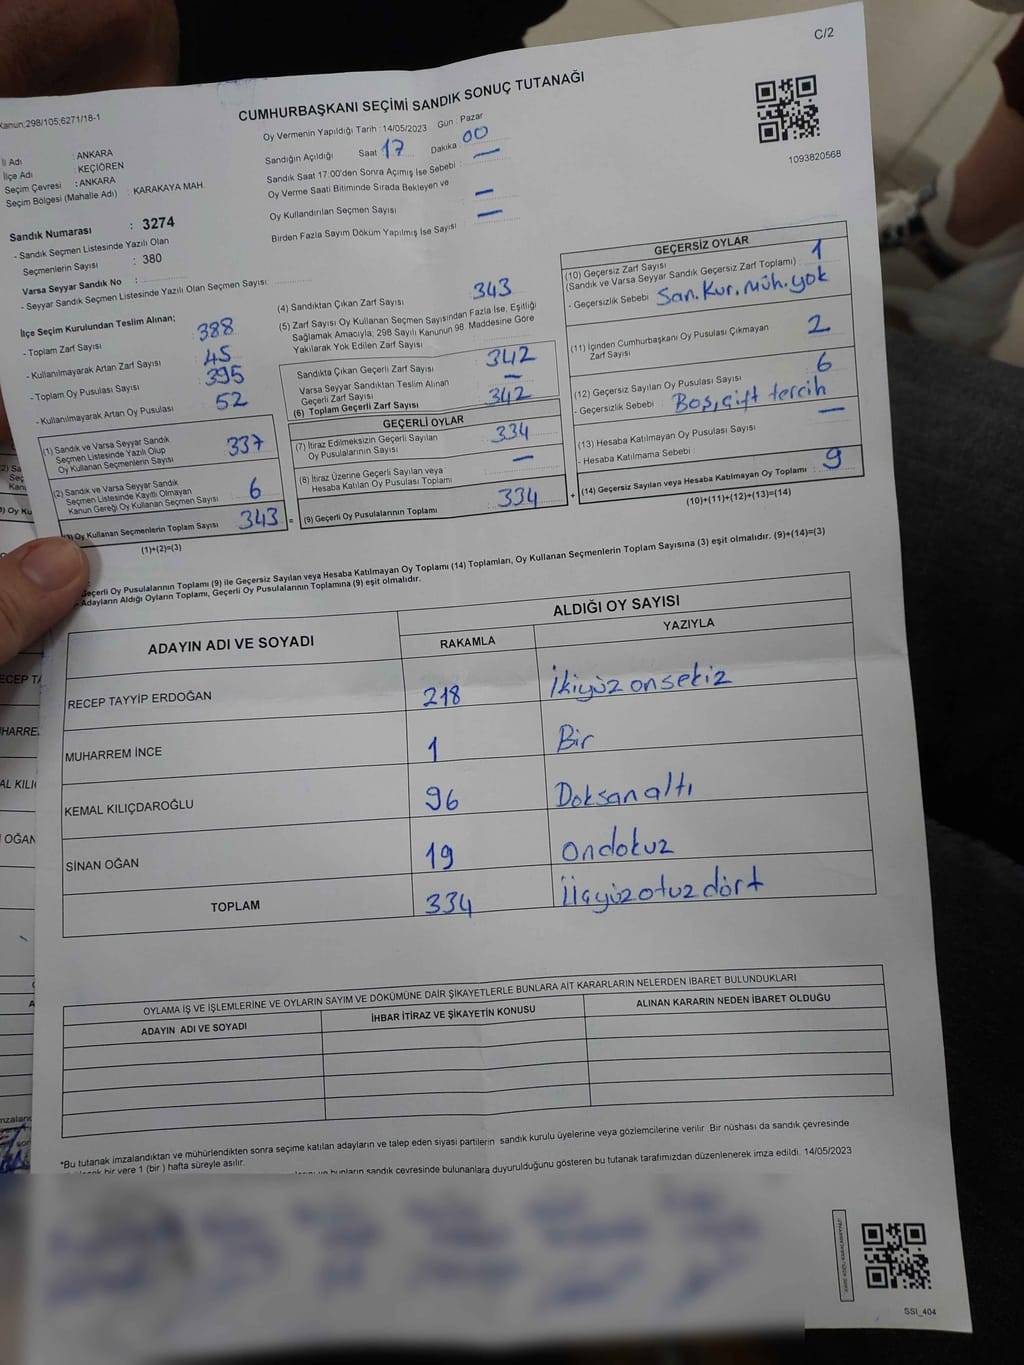 C/2
CUMHURBAŞKANI SEÇİMİ SANDIK SONUÇ TUTANAĞI
Kanun:298/105;6271/18-1
Oy Vermenin Yapıldığı Tarih : 14/05/2023 Gün : Pazar
Sandığın Açıldığı Saat 17 Dakika : 00
Sandık Saat 17:00'den Sonra Açımış İse Sebebi : —
Oy Verme Saati Bitiminde Sırada Bekleyen ve
Oy Kullandırılan Seçmen Sayısı —
Birden Fazla Sayım Döküm Yapılmış İse Sayısı —
1093820568
İl Adı : ANKARA
İlçe Adı : KEÇİÖREN
Seçim Çevresi : ANKARA
Seçim Bölgesi (Mahalle Adı) : KARAKAYA MAH.
Sandık Numarası : 3274
- Sandık Seçmen Listesinde Yazılı Olan
Seçmenlerin Sayısı : 380
Varsa Seyyar Sandık No :
- Seyyar Sandık Seçmen Listesinde Yazılı Olan Seçmen Sayısı:
İlçe Seçim Kurulundan Teslim Alınan;
- Toplam Zarf Sayısı 388
- Kullanılmayarak Artan Zarf Sayısı 45
- Toplam Oy Pusulası Sayısı 395
- Kullanılmayarak Artan Oy Pusulası 52
(1) Sandık ve Varsa Seyyar Sandık
Seçmen Listesinde Yazılı Olup
Oy Kullanan Seçmenlerin Sayısı 337
(2) Sandık ve Varsa Seyyar Sandık
Seçmen Listesinde Kayıtlı Olmayan
Kanun Gereği Oy Kullanan Seçmen Sayısı 6
Oy Kullanan Seçmenlerin Toplam Sayısı 343 =
(1)+(2)=(3)
(4) Sandıktan Çıkan Zarf Sayısı 343
(5) Zarf Sayısı Oy Kullanan Seçmen Sayısından Fazla İse, Eşitliği
Sağlamak Amacıyla; 298 Sayılı Kanunun 98. Maddesine Göre
Yakılarak Yok Edilen Zarf Sayısı
Sandıkta Çıkan Geçerli Zarf Sayısı 342
Varsa Seyyar Sandıktan Teslim Alınan
Geçerli Zarf Sayısı —
(6) Toplam Geçerli Zarf Sayısı 342
GEÇERLİ OYLAR
(7) İtiraz Edilmeksizin Geçerli Sayılan
Oy Pusulalarının Sayısı 334
(8) İtiraz Üzerine Geçerli Sayılan veya
Hesaba Katılan Oy Pusulası Toplamı —
(9) Geçerli Oy Pusulalarının Toplamı 334 +
GEÇERSİZ OYLAR
(10) Geçersiz Zarf Sayısı
(Sandık ve Varsa Seyyar Sandık Geçersiz Zarf Toplamı) : 1
- Geçersizlik Sebebi San.Kur.müh.yok
(11) İçinden Cumhurbaşkanı Oy Pusulası Çıkmayan
Zarf Sayısı 2
(12) Geçersiz Sayılan Oy Pusulası Sayısı 6
- Geçersizlik Sebebi : Boş, çift tercih
(13) Hesaba Katılmayan Oy Pusulası Sayısı —
- Hesaba Katılmama Sebebi :
(14) Geçersiz Sayılan veya Hesaba Katılmayan Oy Toplamı 9
(10)+(11)+(12)+(13)=(14)
Geçerli Oy Pusulalarının Toplamı (9) ile Geçersiz Sayılan veya Hesaba Katılmayan Oy Toplamı (14) Toplamları, Oy Kullanan Seçmenlerin Toplam Sayısına (3) eşit olmalıdır. (9)+(14)=(3)
- Adayların Aldığı Oyların Toplamı, Geçerli Oy Pusulalarının Toplamına (9) eşit olmalıdır.
ADAYIN ADI VE SOYADI ALDIĞI OY SAYISI
RAKAMLA YAZIYLA
RECEP TAYYİP ERDOĞAN 218 İkiyüz onsekiz
MUHARREM İNCE 1 Bir
KEMAL KILIÇDAROĞLU 96 Doksan altı
SİNAN OĞAN 19 ondokuz
TOPLAM 334 Üçyüz otuz dört
OYLAMA İŞ VE İŞLEMLERİNE VE OYLARIN SAYIM VE DÖKÜMÜNE DAİR ŞİKAYETLERLE BUNLARA AİT KARARLARIN NELERDEN İBARET BULUNDUKLARI
ADAYIN ADI VE SOYADI İHBAR İTİRAZ VE ŞİKAYETİN KONUSU ALINAN KARARIN NEDEN İBARET OLDUĞU
*Bu tutanak imzalandıktan ve mühürlendikten sonra seçime katılan adayların ve talep eden siyasi partilerin sandık kurulu üyelerine veya gözlemcilerine verilir. Bir nüshası da sandık çevresinde
bir yere 1 (bir ) hafta süreyle asılır.
bunların sandık çevresinde bulunanlara duyurulduğunu gösteren bu tutanak tarafımızdan düzenlenerek imza edildi. 14/05/2023
SSI_404